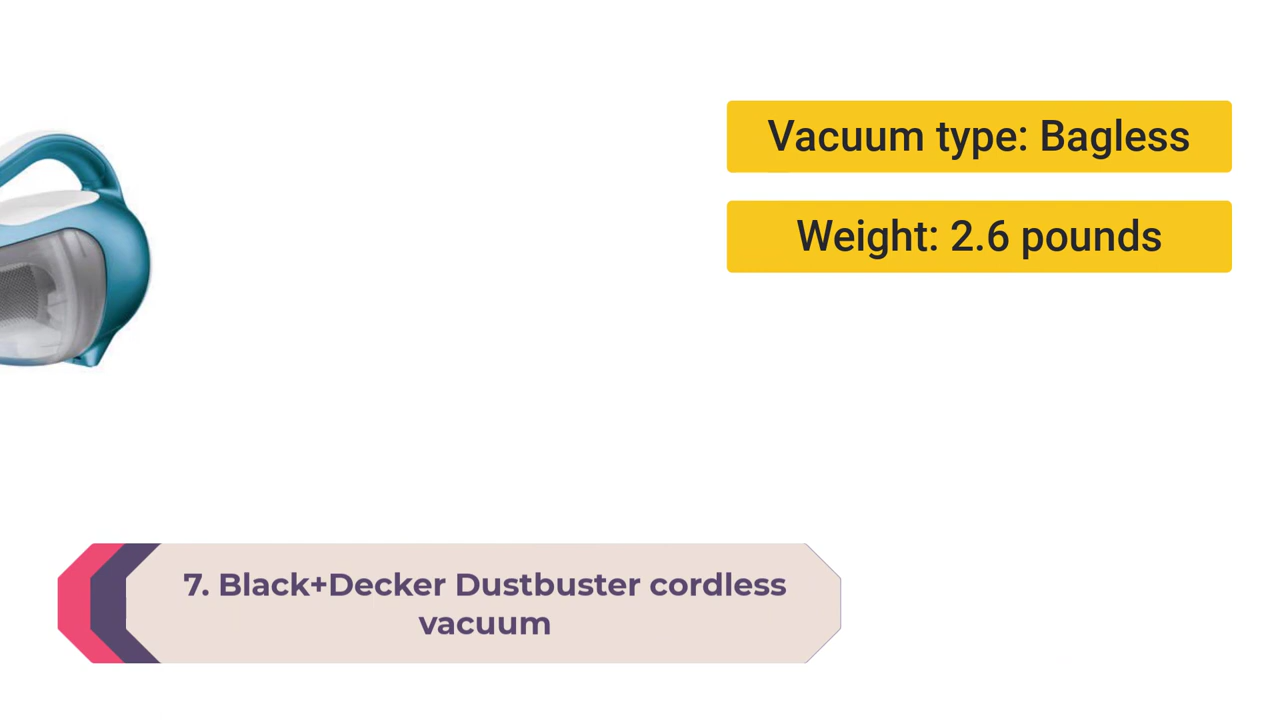 Vacuum type: Bagless
Weight: 2.6 pounds
7. Black+Decker Dustbuster cordless
vacuum